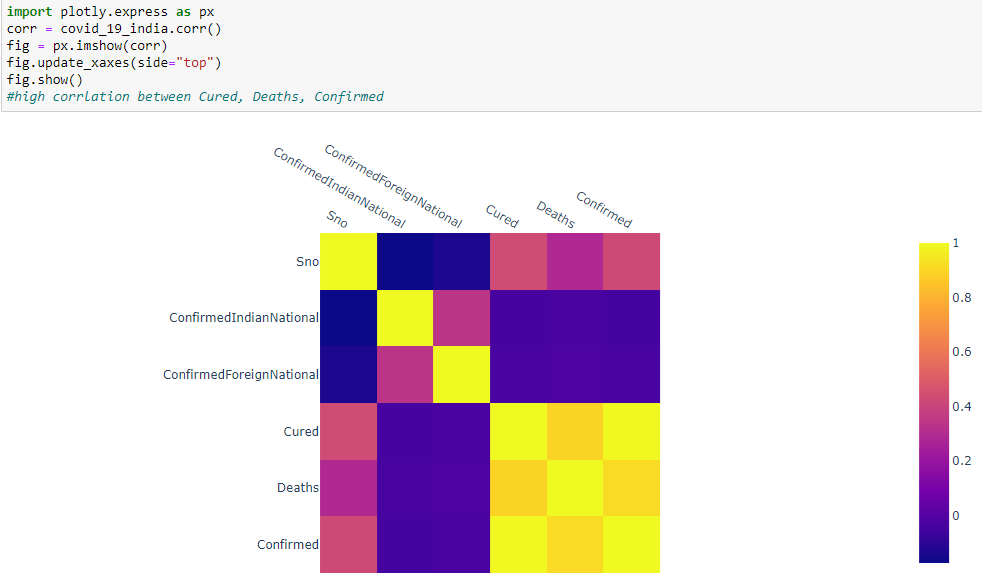 import plotly.express as px
corr = covid_19_india.corr()
fig = px.imshow(corr)
fig.update_xaxes(side="top")
fig.show()
#high corrlation between Cured, Deaths, Confirmed
Sno
ConfirmedIndianNational
ConfirmedForeignNational
Cured
Deaths
Confirmed
Sno
ConfirmedIndianNational
ConfirmedForeignNational
Cured
Deaths
Confirmed
1
0.8
0.6
0.4
0.2
0